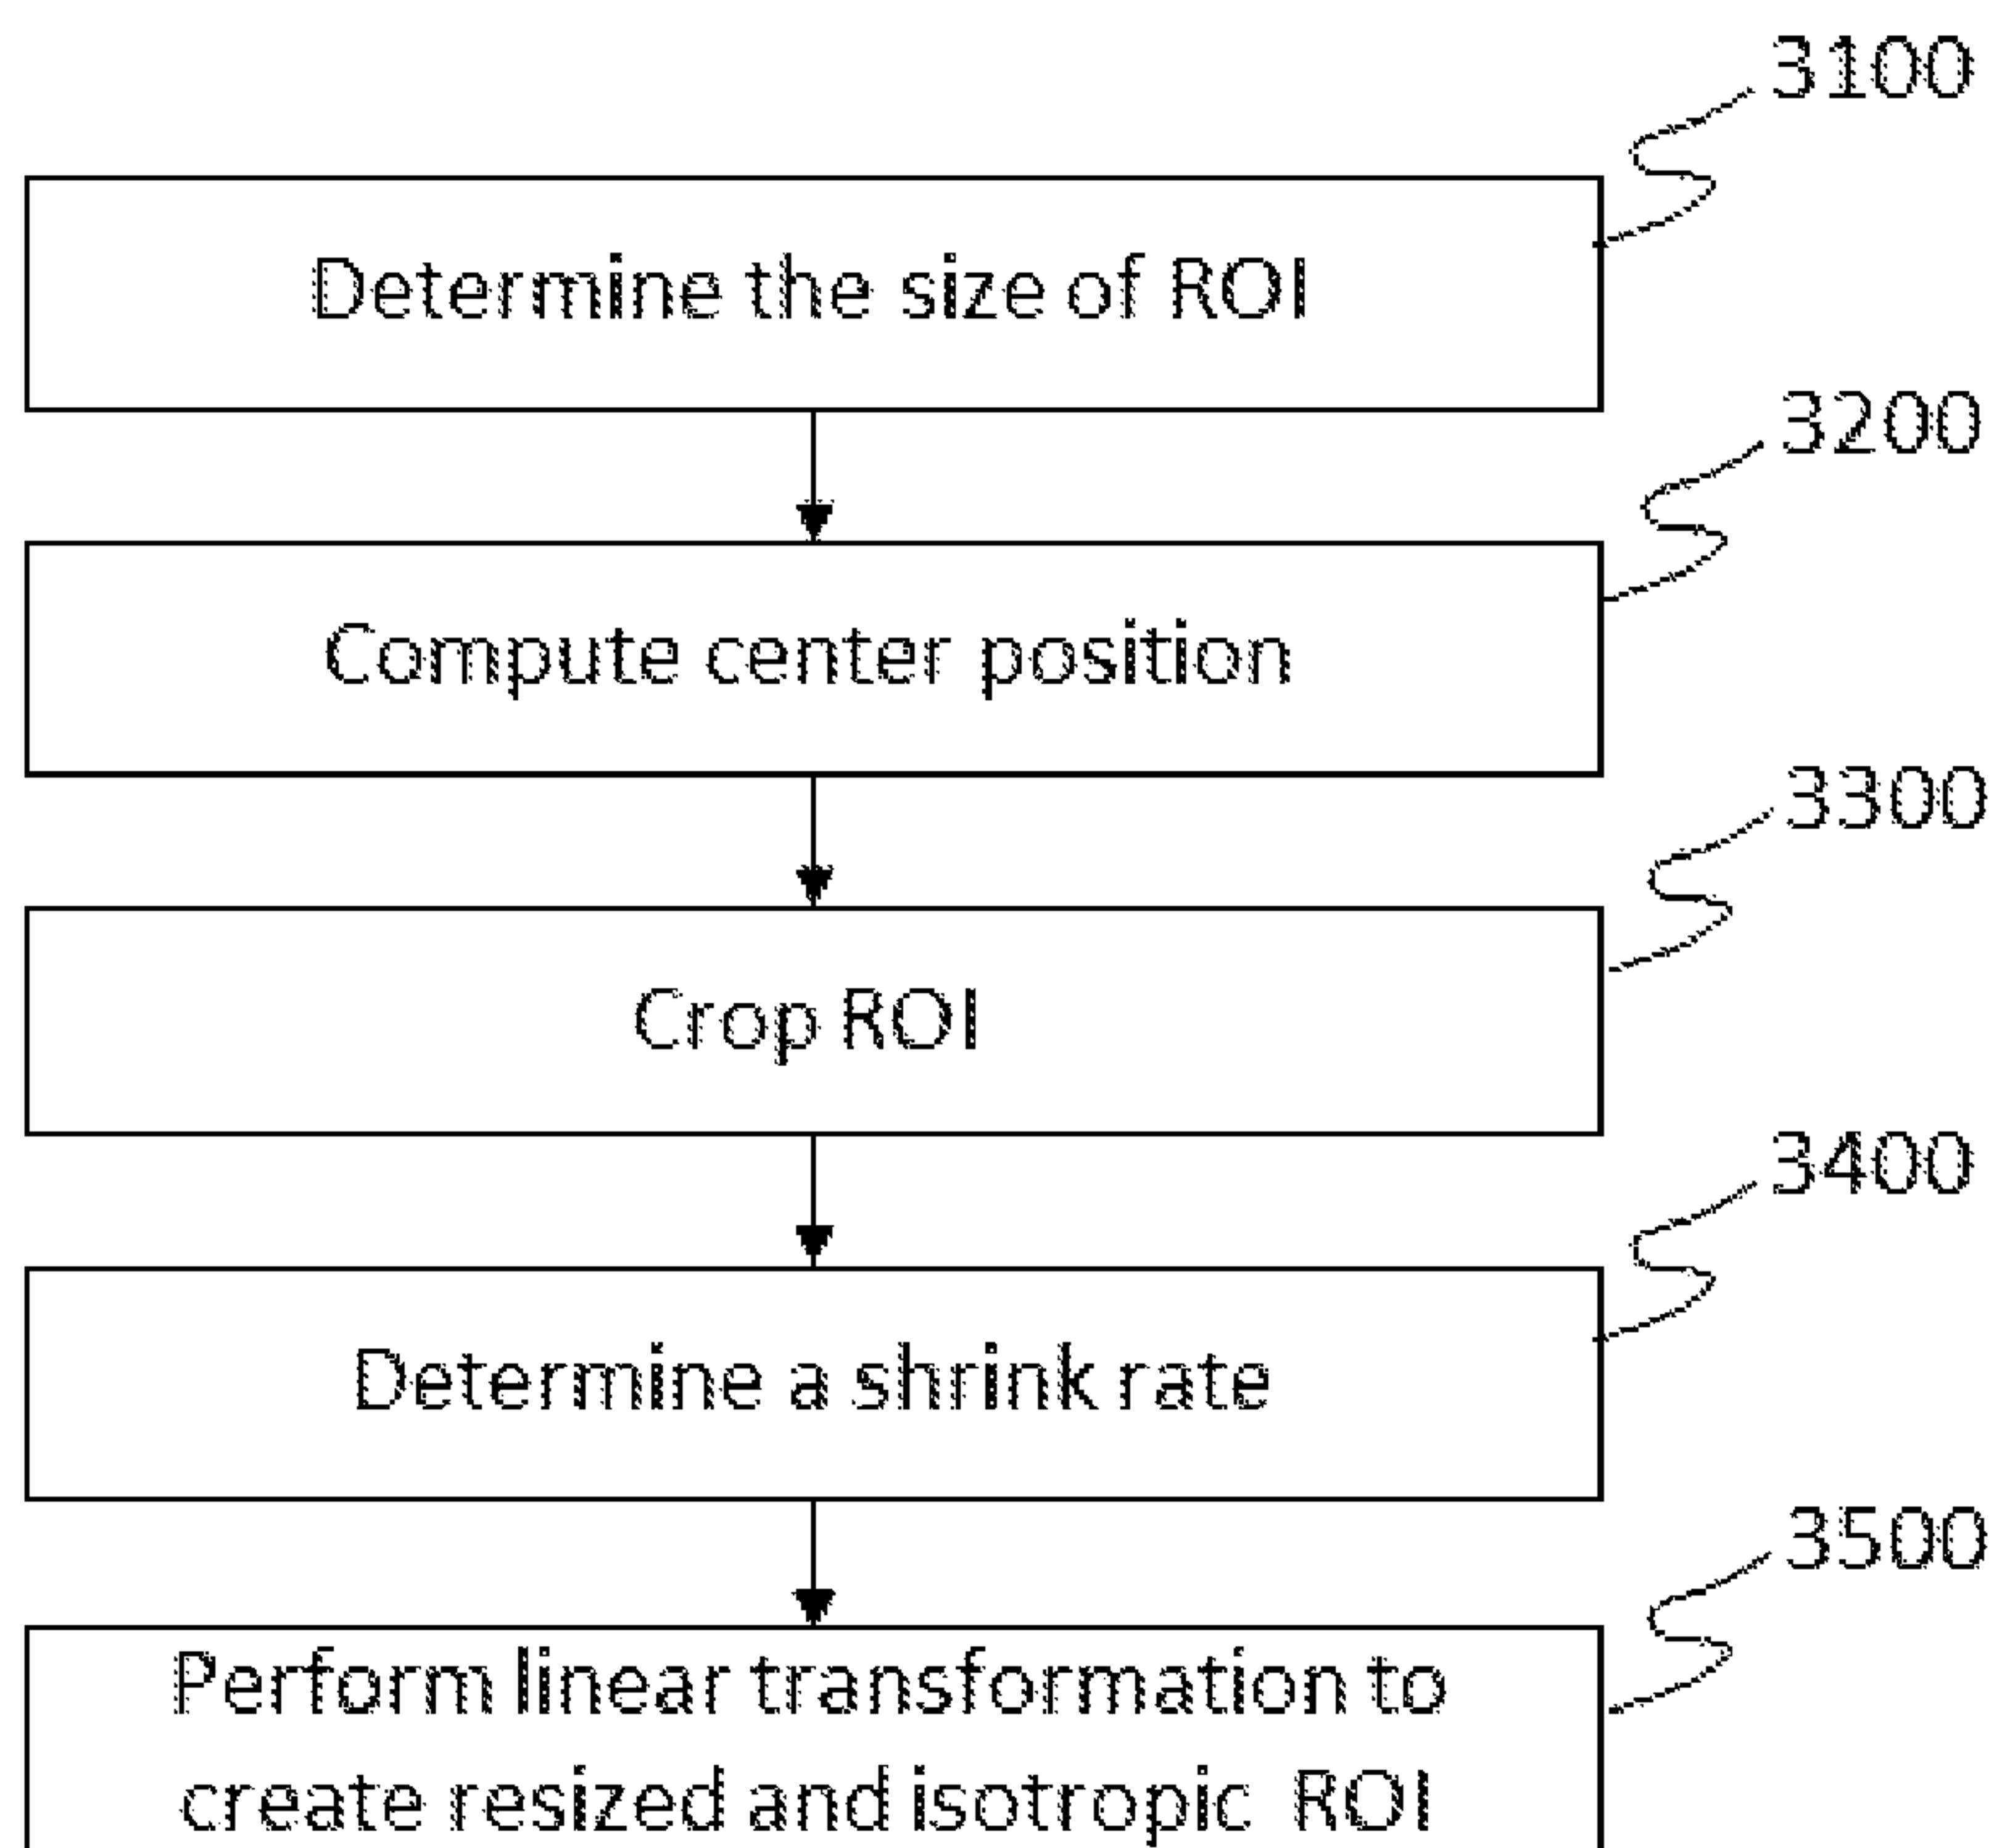 3100
Determine the size of ROI
3200
Compute center position
3300
Crop ROI
3400
Determine a shrink rate
3500
Perform linear transformation to
create resized and isotropic ROI